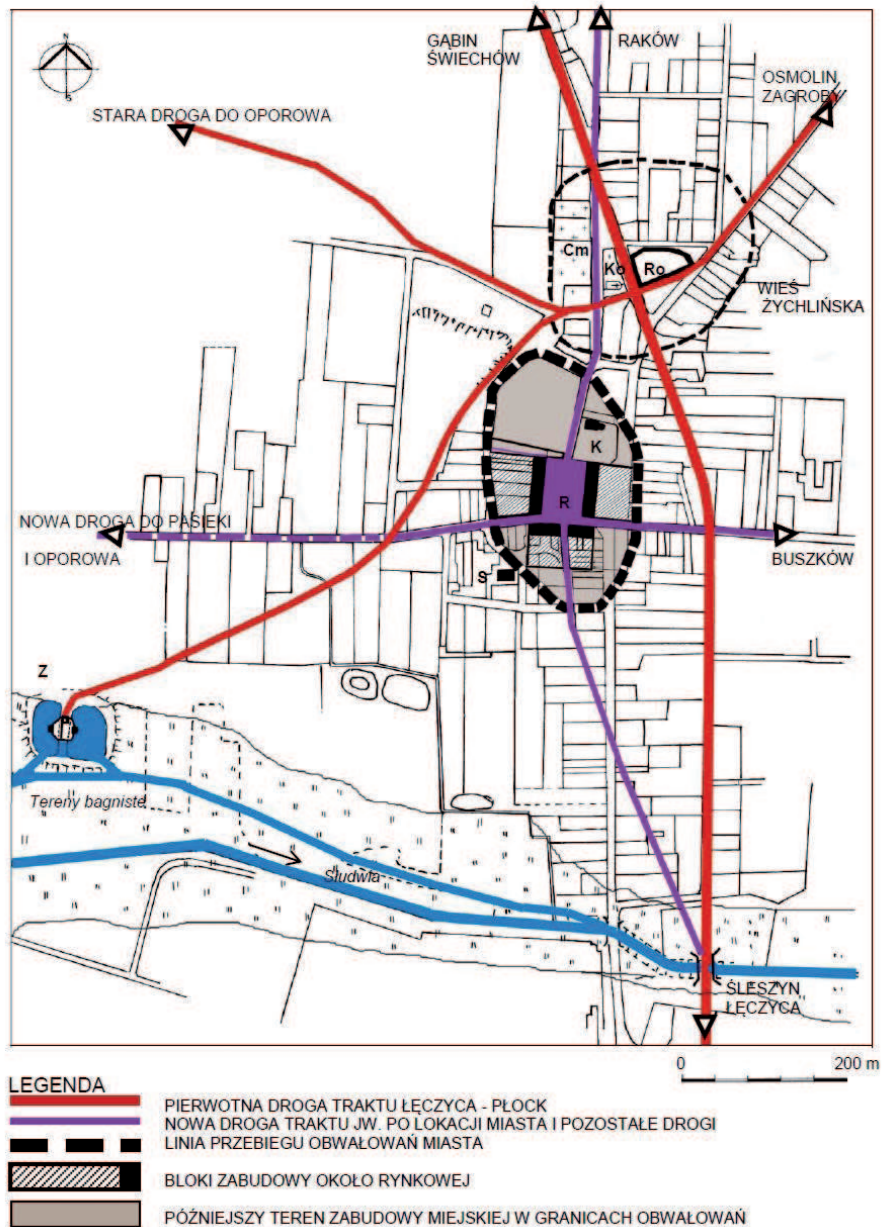 N
S
GĄBIN
ŚWIECHÓW
RAKÓW
OSMOLIN
ZAGROBY
STARA DROGA DO OPOROWA
Cm
Ko
Ro
WIEŚ
ŻYCHLIŃSKA
K
R
NOWA DROGA DO PASIEKI
I OPOROWA
BUSZKÓW
S
Z
Tereny bagniste
Słudwia
ŚLESZYN
ŁĘCZYCA
0 200 m
LEGENDA
PIERWOTNA DROGA TRAKTU ŁĘCZYCA - PŁOCK
NOWA DROGA TRAKTU JW. PO LOKACJI MIASTA I POZOSTAŁE DROGI
LINIA PRZEBIEGU OBWAŁOWAŃ MIASTA
BLOKI ZABUDOWY OKOŁO RYNKOWEJ
PÓŹNIEJSZY TEREN ZABUDOWY MIEJSKIEJ W GRANICACH OBWAŁOWAŃ